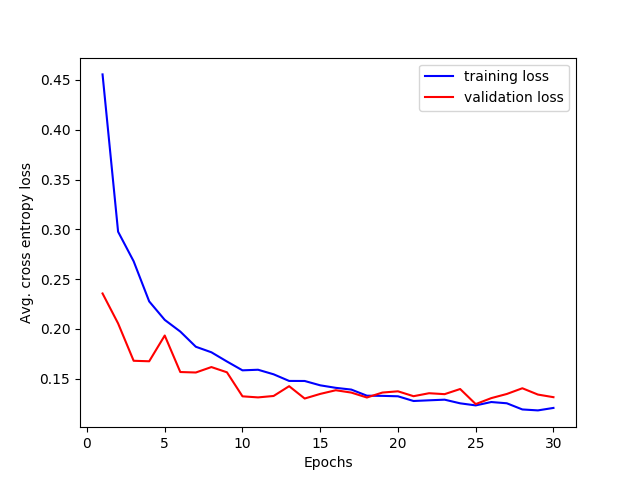 training loss
validation loss
0.45
0.40
0.35
0.30
0.25
0.20
0.15
Avg. cross entropy loss
0 5 10 15 20 25 30
Epochs